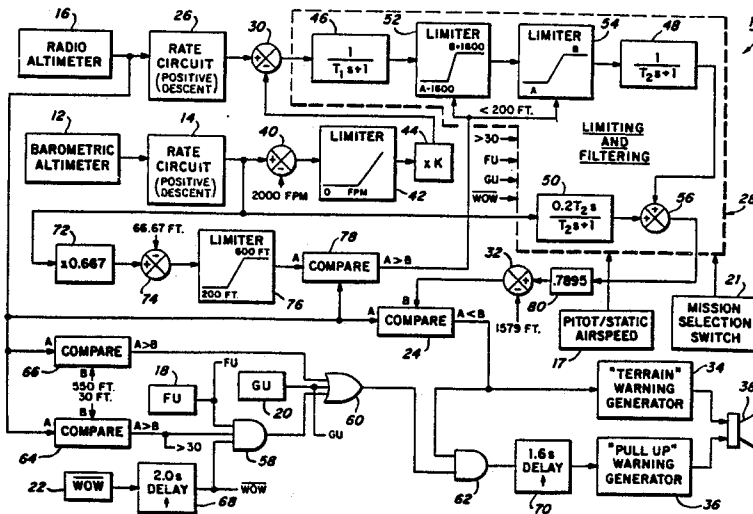 16
RADIO
ALTIMETER
26
RATE
CIRCUIT
(POSITIVE)
(DESCENT)
30
+
-
46
1
T1s+1
52
LIMITER
B+1600
A-1600
LIMITER
54
B
A
48
1
T2s+1
12
BAROMETRIC
ALTIMETER
14
RATE
CIRCUIT
(POSITIVE)
(DESCENT)
40
+
-
2000 FPM
LIMITER
0
FPM
42
44
x K
< 200 FT.
>30
FU
GU
WOW
LIMITING
AND
FILTERING
50
0.2T2s
T2s+1
+
+
56
28
72
x0.667
66.67 FT.
-
+
74
LIMITER
600 FT
200 FT.
76
78
A
COMPARE
A>B
B
32
+
-
1579 FT.
.7895
80
PITOT/STATIC
AIRSPEED
17
21
MISSION
SELECTION
SWITCH
B
A
COMPARE
A<B
24
A
COMPARE
A>B
66
B
550 FT.
30 FT.
B
A
COMPARE
A>B
64
>30
18
FU
FU
GU
20
GU
58
60
22
WOW
2.0s
DELAY
68
WOW
62
1.6s
DELAY
70
"TERRAIN"
WARNING
GENERATOR
34
"PULL UP"
WARNING
GENERATOR
36
38